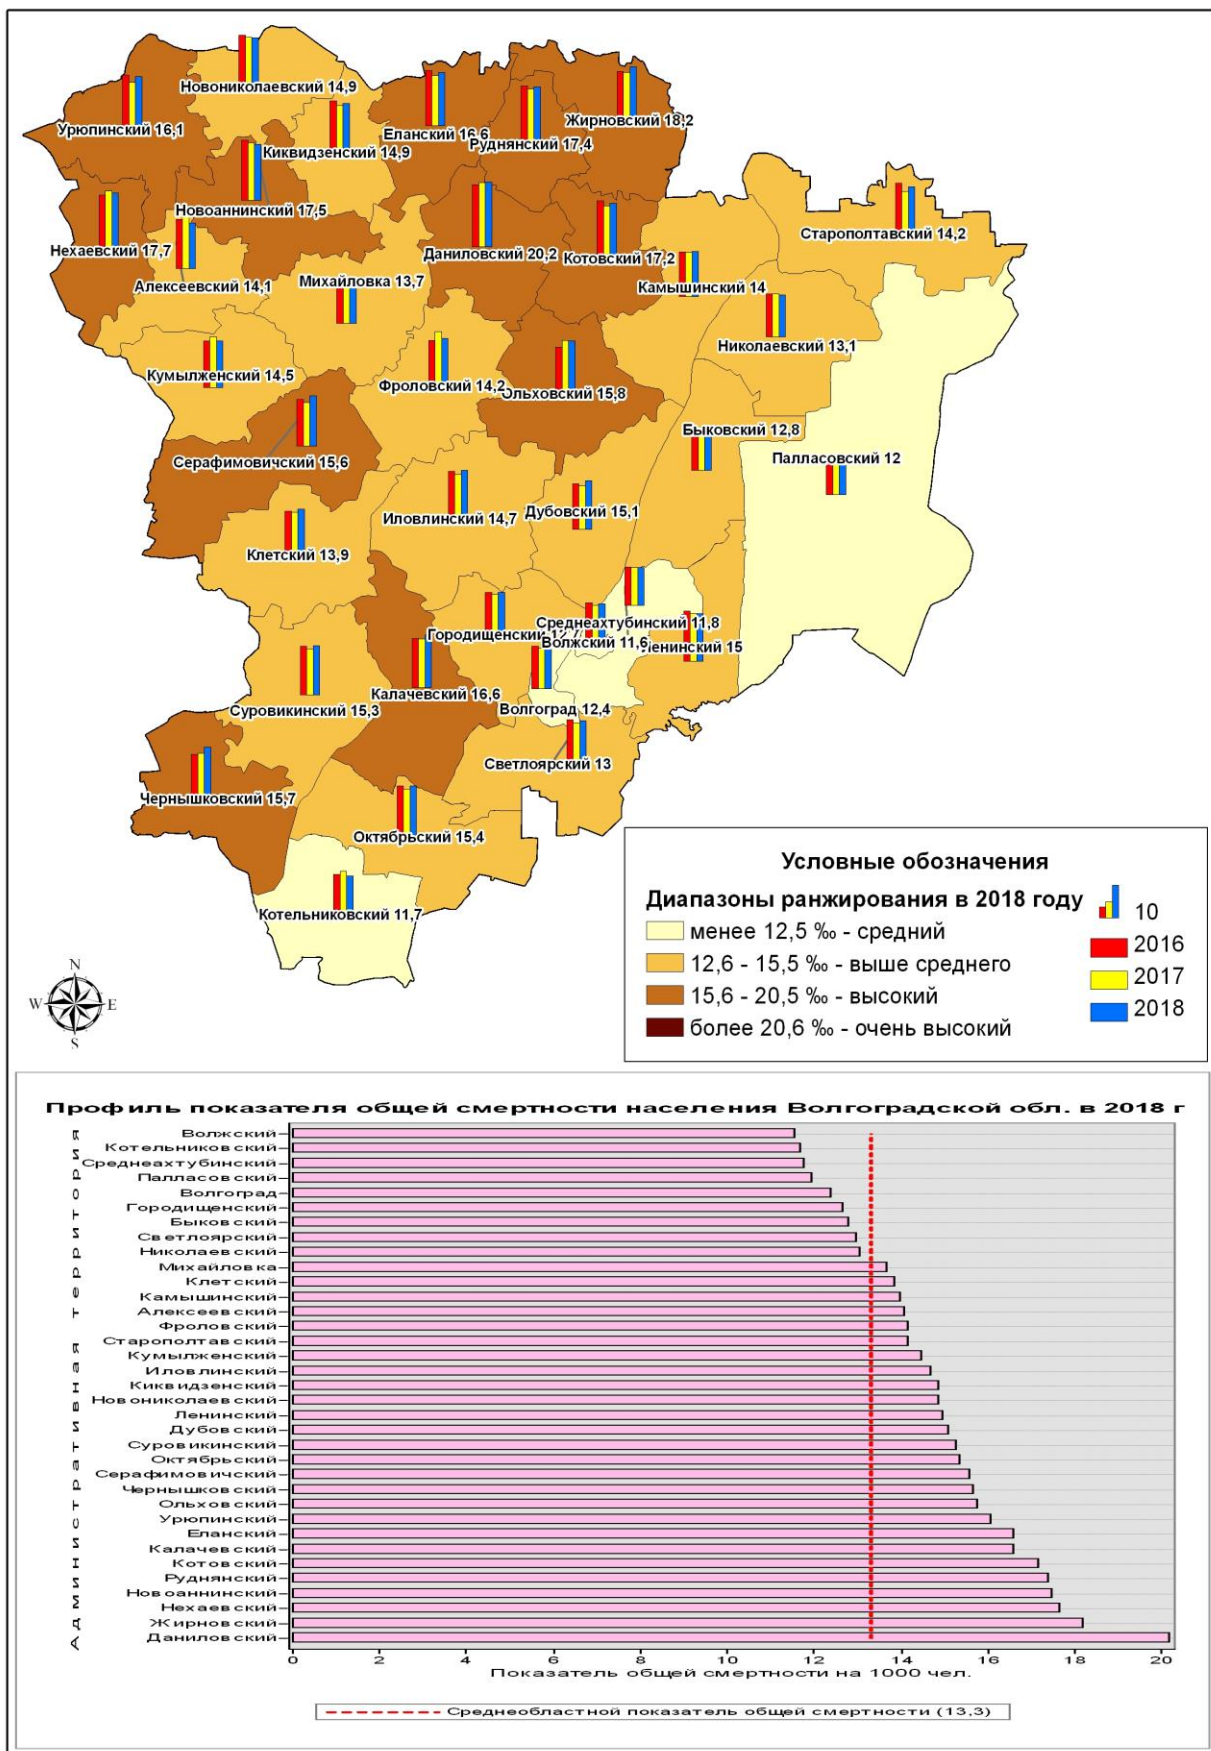 Новониколаевский 14,9
Урюпинский 16,1
Киквидзенский 14,9
Еланский 16,6
Руднянский 17,4
Жирновский 18,2
Новоаннинский 17,5
Нехаевский 17,7
Алексеевский 14,1
Михайловка 13,7
Даниловский 20,2
Котовский 17,2
Камышинский 14
Старополтавский 14,2
Николаевский 13,1
Кумылженский 14,5
Фроловский 14,2
Ольховский 15,8
Быковский 12,8
Палласовский 12
Серафимовичский 15,6
Иловлинский 14,7
Дубовский 15,1
Клетский 13,9
Среднеахтубинский 11,8
Городищенский 12,7
Волжский 11,6
Ленинский 15
Калачевский 16,6
Суровикинский 15,3
Волгоград 12,4
Светлоярский 13
Чернышковский 15,7
Октябрьский 15,4
Котельниковский 11,7
N
W E
S
Условные обозначения
Диапазоны ранжирования в 2018 году
менее 12,5 ‰ - средний
12,6 - 15,5 ‰ - выше среднего
15,6 - 20,5 ‰ - высокий
более 20,6 ‰ - очень высокий
10
2016
2017
2018
Профиль показателя общей смертности населения Волгоградской обл. в 2018 г
Административная территория
Волжский
Котельниковский
Среднеахтубинский
Палласовский
Волгоград
Городищенский
Быковский
Светлоярский
Николаевский
Михайловка
Клетский
Камышинский
Алексеевский
Фроловский
Старополтавский
Кумылженский
Иловлинский
Киквидзенский
Новониколаевский
Ленинский
Дубовский
Суровикинский
Октябрьский
Серафимовичский
Чернышковский
Ольховский
Урюпинский
Еланский
Калачевский
Котовский
Руднянский
Новоаннинский
Нехаевский
Жирновский
Даниловский
0 2 4 6 8 10 12 14 16 18 20
Показатель общей смертности на 1000 чел.
Среднеобластной показатель общей смертности (13,3)